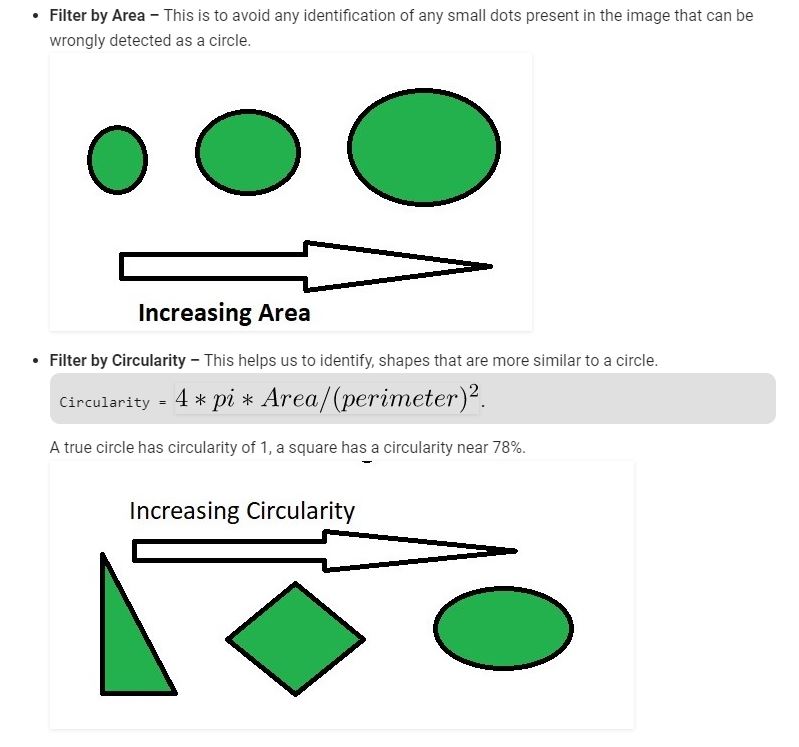 • Filter by Area – This is to avoid any identification of any small dots present in the image that can be
wrongly detected as a circle.
Increasing Area
• Filter by Circularity – This helps us to identify, shapes that are more similar to a circle.
Circularity = 4 * pi * Area/(perimeter)².
A true circle has circularity of 1, a square has a circularity near 78%.
Increasing Circularity